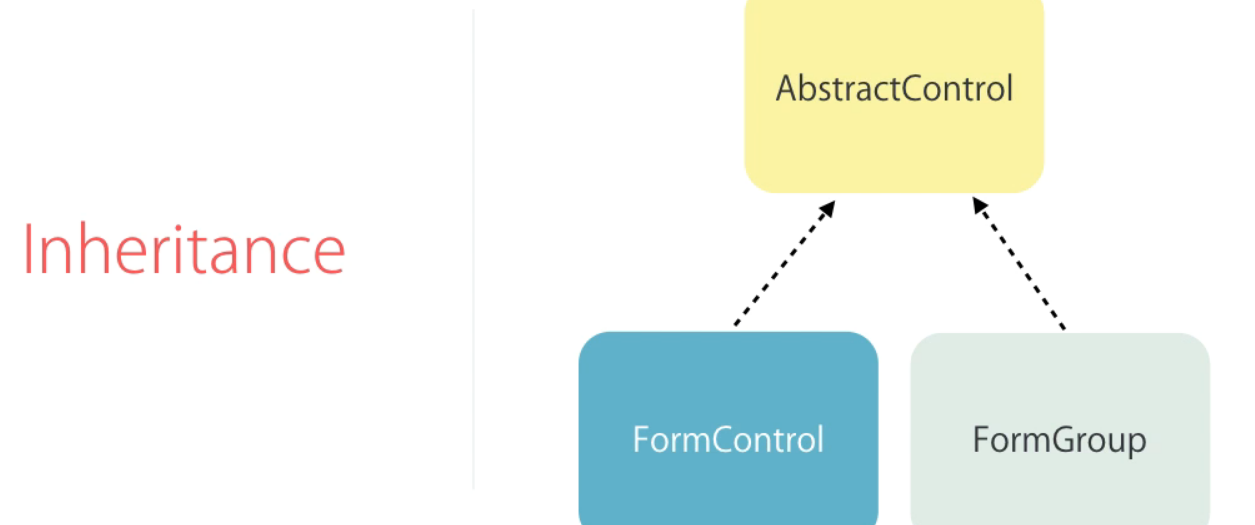 Inheritance
AbstractControl
FormControl
FormGroup